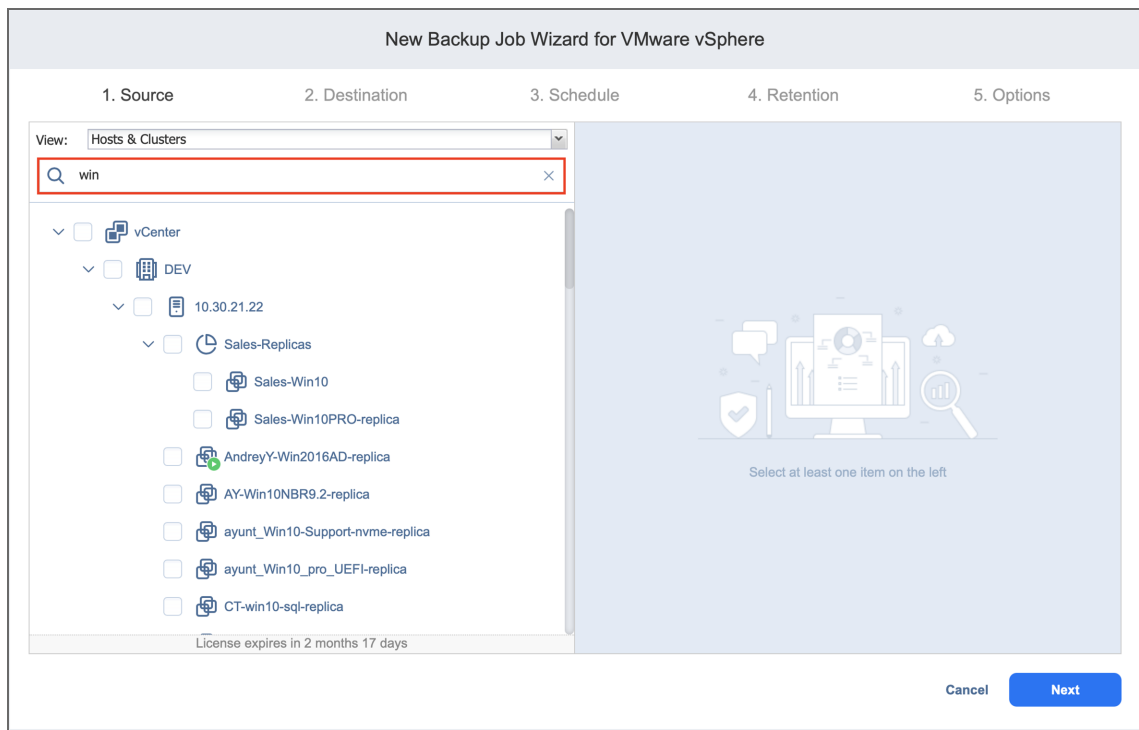 New Backup Job Wizard for VMware vSphere
1. Source 2. Destination 3. Schedule 4. Retention 5. Options
View: Hosts & Clusters
win
vCenter
DEV
10.30.21.22
Sales-Replicas
Sales-Win10
Sales-Win10PRO-replica
AndreyY-Win2016AD-replica
AY-Win10NBR9.2-replica
ayunt_Win10-Support-nvme-replica
ayunt_Win10_pro_UEFI-replica
CT-win10-sql-replica
License expires in 2 months 17 days
Select at least one item on the left
Cancel Next